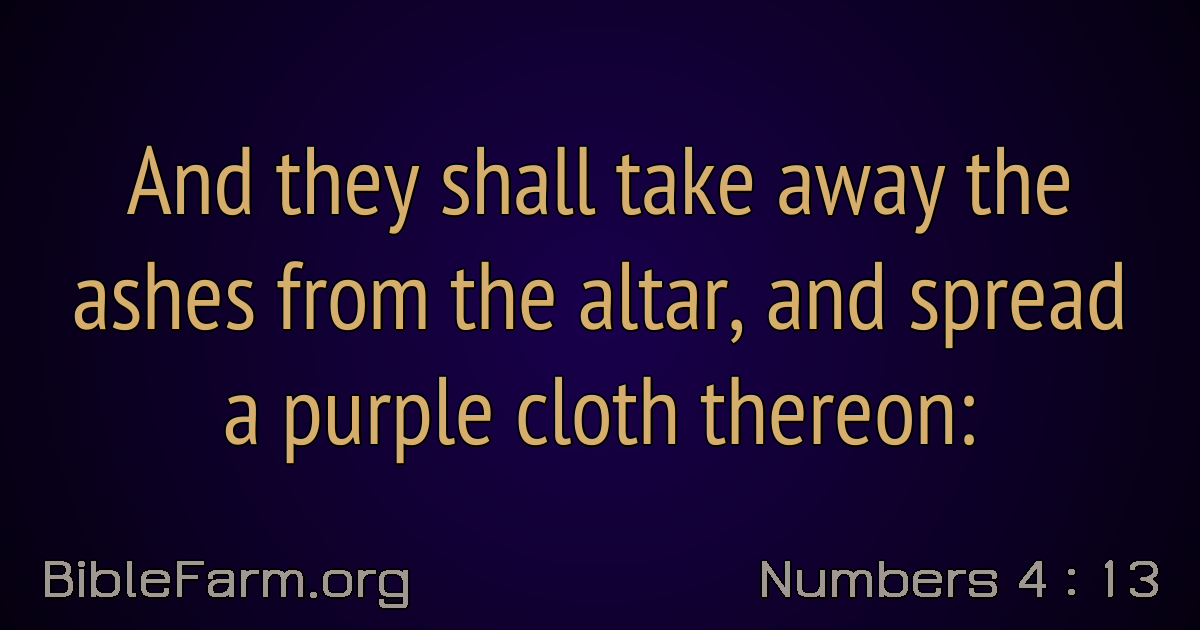 And they shall take away the
ashes from the altar, and spread
a purple cloth thereon:
BibleFarm.org
Numbers 4 : 13